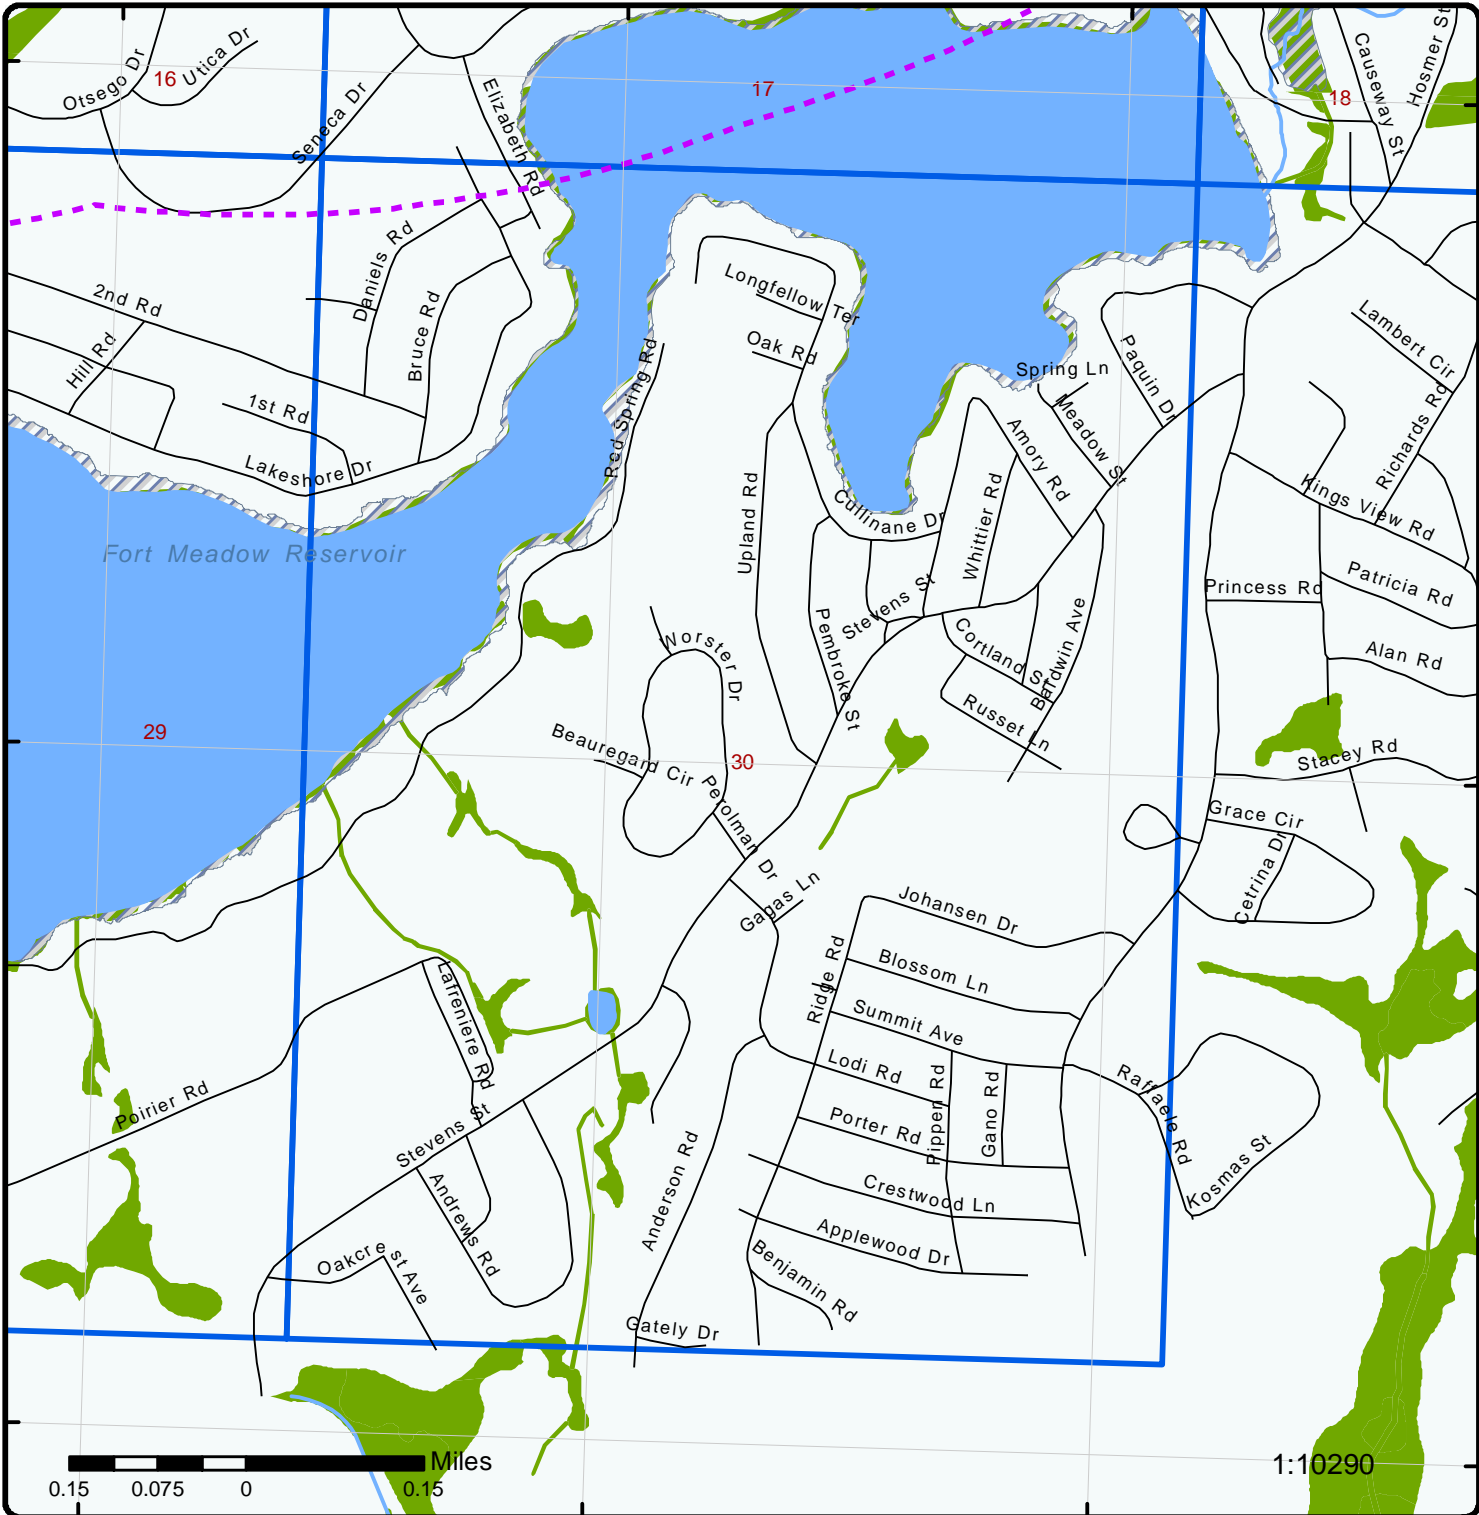 Otsego Dr
16
Utica Dr
Seneca Dr
Elizabeth Rd
17
18
Causeway St
Hosmer St
Daniels Rd
2nd Rd
Hill Rd
Bruce Rd
1st Rd
Lakeshore Dr
Longfellow Ter
Oak Rd
Red Spring Rd
Spring Ln
Paquin Dr
Lambert Cir
Meadow St
Amory Rd
Richards Rd
Kings View Rd
Upland Rd
Cullinane Dr
Whittier Rd
Fort Meadow Reservoir
Stevens St
Pembroke St
Princess Rd
Patricia Rd
Cortland St
Baldwin Ave
Alan Rd
Worster Dr
Russet Ln
29
Beauregard Cir
30
Stacey Rd
Perolman Dr
Grace Cir
Cetrina Dr
Gagas Ln
Johansen Dr
Ridge Rd
Blossom Ln
Lafreniere Rd
Summit Ave
Lodi Rd
Pippen Rd
Gano Rd
Raffaele Rd
Poirier Rd
Stevens St
Porter Rd
Anderson Rd
Kosmas St
Andrews Rd
Crestwood Ln
Applewood Dr
Oakcrest Ave
Benjamin Rd
Gately Dr
Miles
0.15 0.075 0 0.15
1:10290